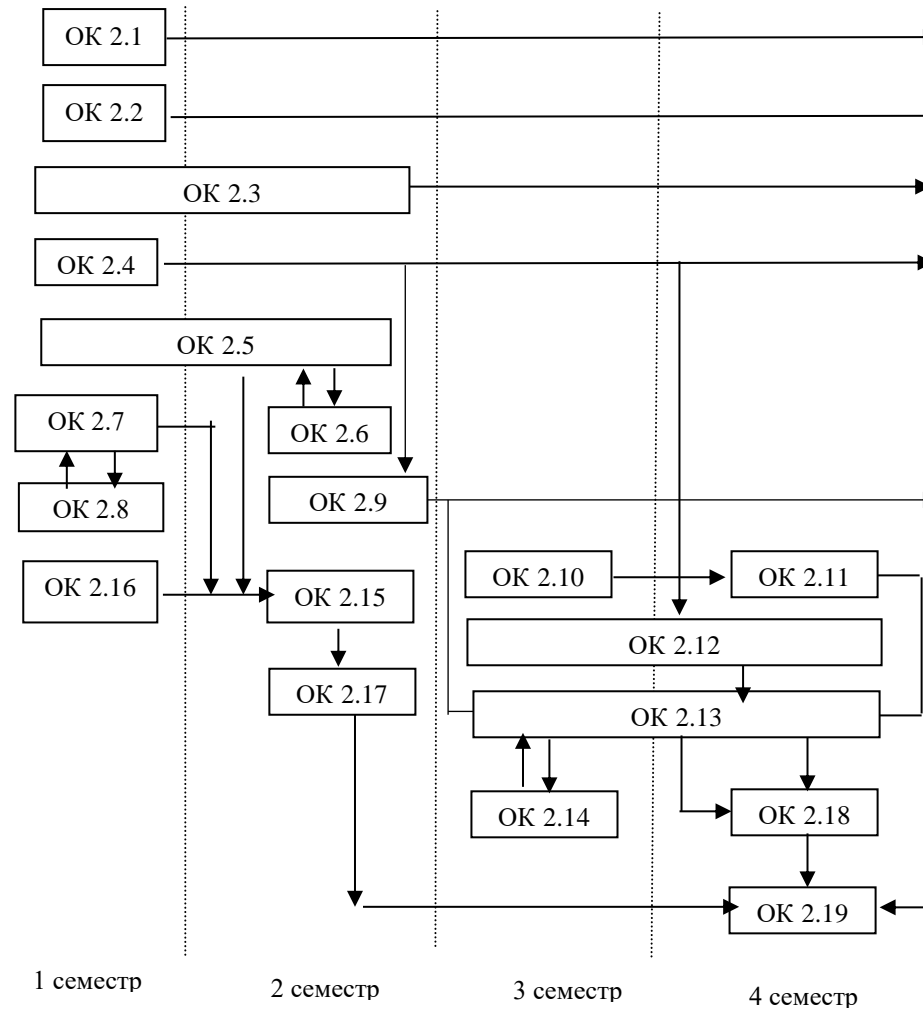 ОК 2.1
ОК 2.2
ОК 2.3
ОК 2.4
ОК 2.5
ОК 2.7
ОК 2.6
ОК 2.9
ОК 2.8
ОК 2.16
ОК 2.15
ОК 2.10
ОК 2.11
ОК 2.12
ОК 2.17
ОК 2.13
ОК 2.14
ОК 2.18
ОК 2.19
1 семестр
2 семестр
3 семестр
4 семестр